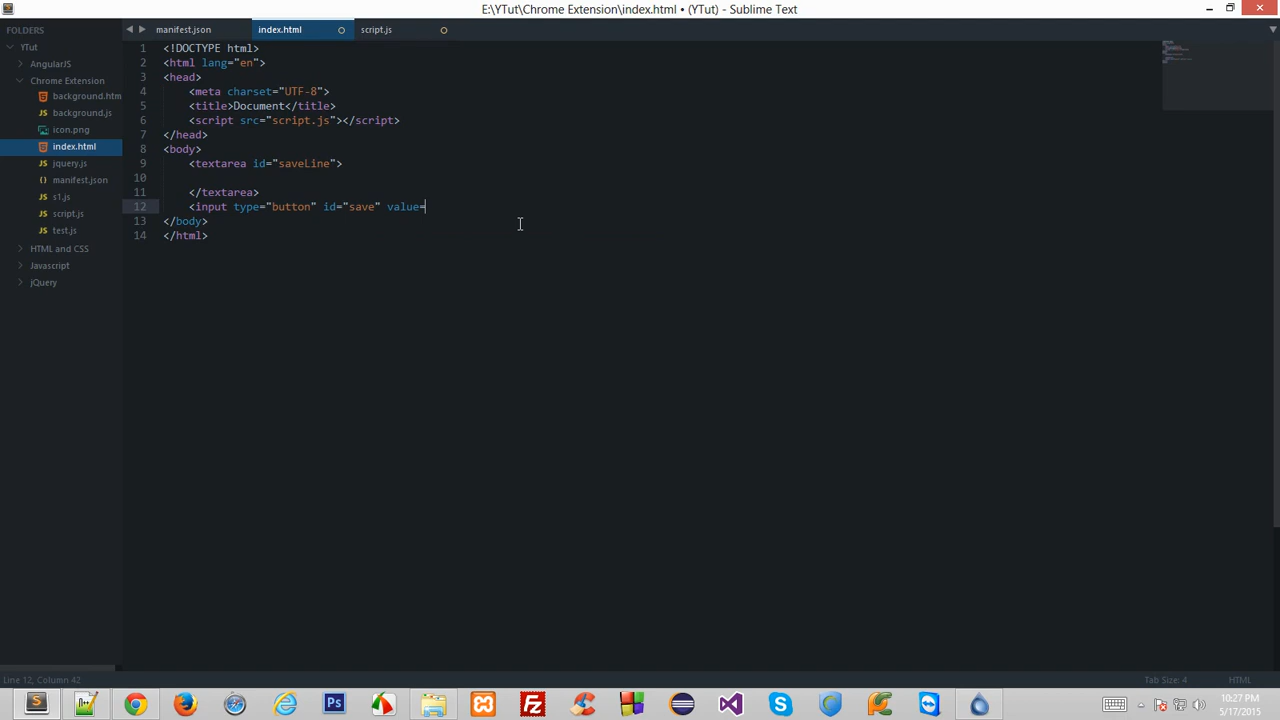 E:\YTut\Chrome Extension\index.html • (YTut) - Sublime Text
FOLDERS
YTut
AngularJS
Chrome Extension
background.htm
background.js
icon.png
index.html
jquery.js
manifest.json
s1.js
script.js
test.js
HTML and CSS
Javascript
jQuery
manifest.json
index.html
script.js
1 <!DOCTYPE html>
2 <html lang="en">
3 <head>
4 <meta charset="UTF-8">
5 <title>Document</title>
6 <script src="script.js"></script>
7 </head>
8 <body>
9 <textarea id="saveLine">
10
11 </textarea>
12 <input type="button" id="save" value=
13 </body>
14 </html>
Line 12, Column 42
Tab Size: 4
HTML
S
Ps
Fz
S
10:27 PM
5/17/2015